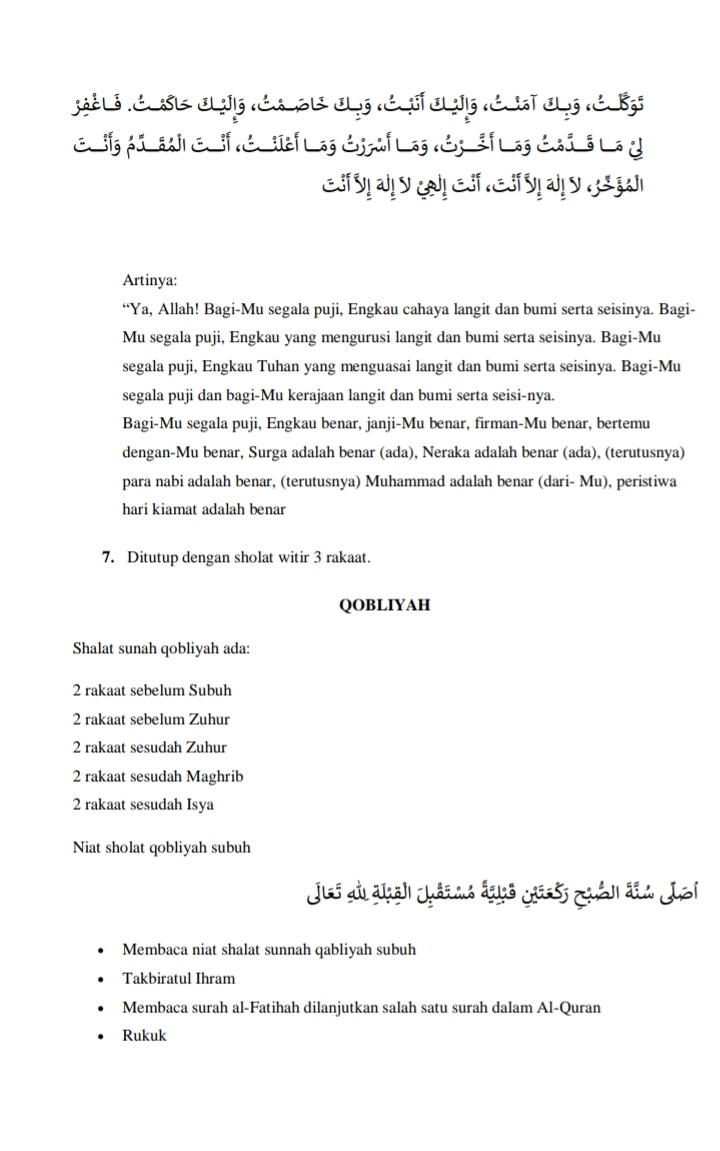 تَوَكَّلْتُ، وَبِكَ آمَنْتُ، وَإِلَيْكَ أَنَبْتُ، وَبِكَ خَاصَمْتُ، وَإِلَيْكَ حَاكَمْتُ. فَاغْفِرْ
لِيْ مَا قَدَّمْتُ وَمَا أَخَّرْتُ، وَمَا أَسْرَرْتُ وَمَا أَعْلَنْتُ، أَنْتَ الْمُقَدِّمُ وَأَنْتَ
الْمُؤَخِّرُ، لاَ إِلَهَ إِلاَّ أَنْتَ، أَنْتَ إِلَهِيْ لاَ إِلَهَ إِلاَّ أَنْتَ
Artinya:
“Ya, Allah! Bagi-Mu segala puji, Engkau cahaya langit dan bumi serta seisinya. Bagi-
Mu segala puji, Engkau yang mengurusi langit dan bumi serta seisinya. Bagi-Mu
segala puji, Engkau Tuhan yang menguasai langit dan bumi serta seisinya. Bagi-Mu
segala puji dan bagi-Mu kerajaan langit dan bumi serta seisi-nya.
Bagi-Mu segala puji, Engkau benar, janji-Mu benar, firman-Mu benar, bertemu
dengan-Mu benar, Surga adalah benar (ada), Neraka adalah benar (ada), (terutusnya)
para nabi adalah benar, (terutusnya) Muhammad adalah benar (dari- Mu), peristiwa
hari kiamat adalah benar
7. Ditutup dengan sholat witir 3 rakaat.
QOBLIYAH
Shalat sunah qobliyah ada:
2 rakaat sebelum Subuh
2 rakaat sebelum Zuhur
2 rakaat sesudah Zuhur
2 rakaat sesudah Maghrib
2 rakaat sesudah Isya
Niat sholat qobliyah subuh
اُصَلِّى سُنَّةَ الصُّبْحِ رَكْعَتَيْنِ قَبْلِيَّةً مُسْتَقْبِلَ الْقِبْلَةِ لِلّٰهِ تَعَالَى
• Membaca niat shalat sunnah qabliyah subuh
• Takbiratul Ihram
• Membaca surah al-Fatihah dilanjutkan salah satu surah dalam Al-Quran
• Rukuk